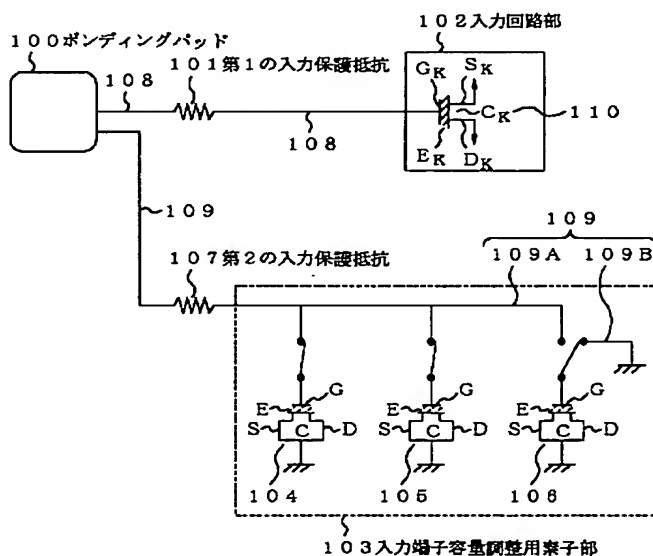 102入力回路部
100ボンディングパッド
101第1の入力保護抵抗
108
GK
SK
CK
110
EK
DK
108
109
109
107第2の入力保護抵抗
109A
109B
G
G
G
E
E
E
S
C
D
S
C
D
S
C
D
104
105
106
103入力端子容量調整用素子部